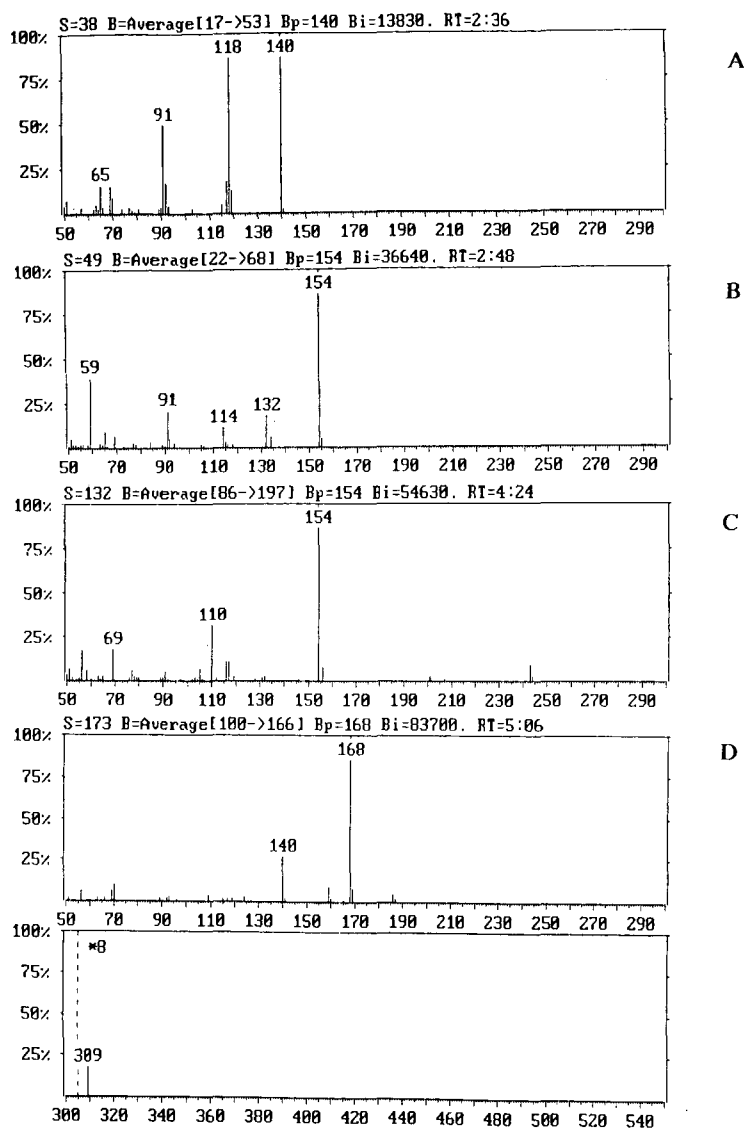 S=38 B=Average[17->53] Bp=140 Bi=13830. RT=2:36
A
100%
75%
50%
25%
118
140
91
65
50 70 90 110 130 150 170 190 210 230 250 270 290
S=49 B=Average[22->68] Bp=154 Bi=36640. RT=2:48
B
100%
75%
50%
25%
154
59
91
114
132
50 70 90 110 130 150 170 190 210 230 250 270 290
S=132 B=Average[86->197] Bp=154 Bi=54630. RT=4:24
C
100%
75%
50%
25%
154
110
69
50 70 90 110 130 150 170 190 210 230 250 270 290
S=173 B=Average[100->166] Bp=168 Bi=83700. RT=5:06
D
100%
75%
50%
25%
168
140
50 70 90 110 130 150 170 190 210 230 250 270 290
100%
75%
50%
25%
*8
309
300 320 340 360 380 400 420 440 460 480 500 520 540